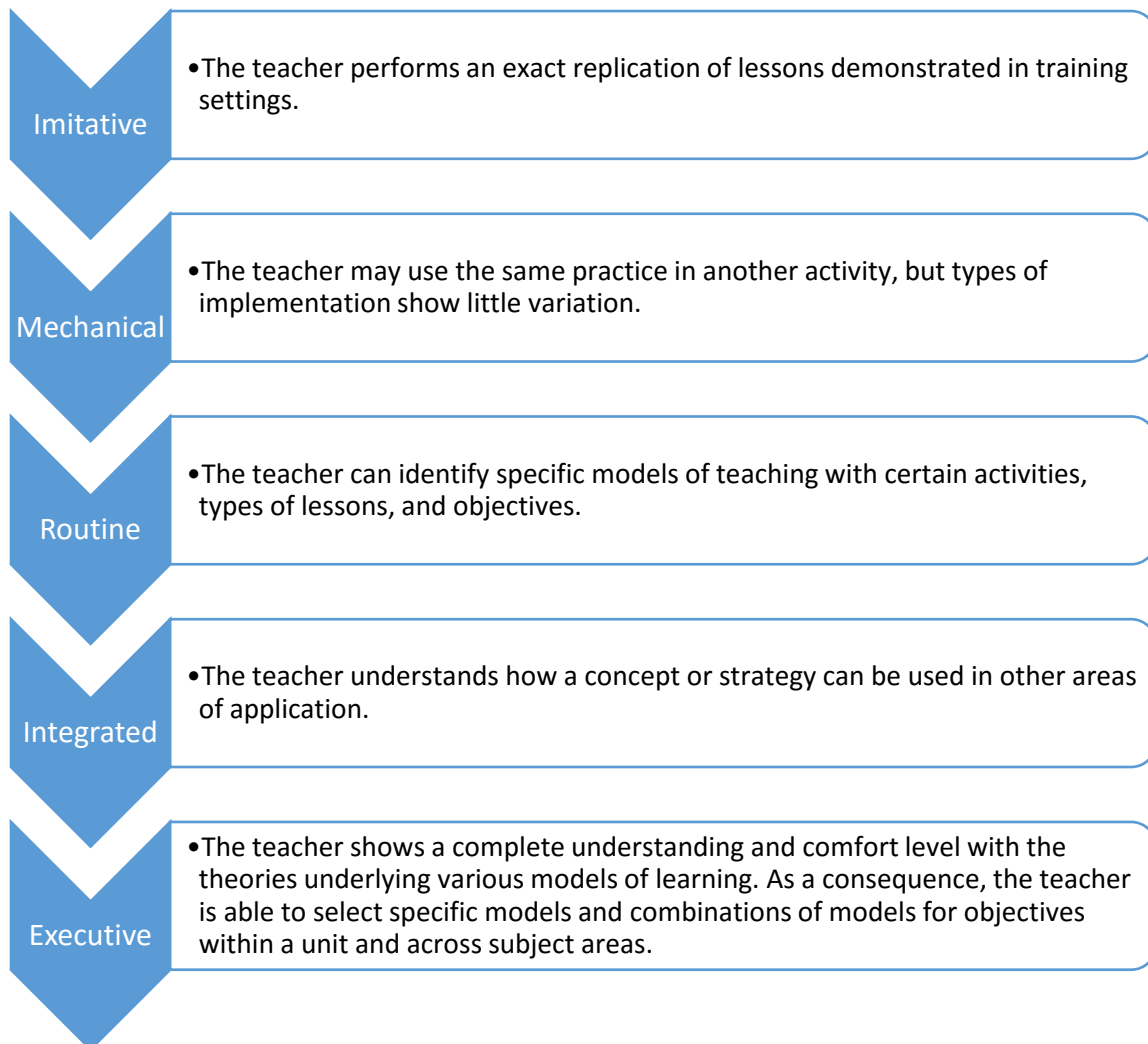 Imitative
•The teacher performs an exact replication of lessons demonstrated in training
settings.
Mechanical
•The teacher may use the same practice in another activity, but types of
implementation show little variation.
Routine
•The teacher can identify specific models of teaching with certain activities,
types of lessons, and objectives.
Integrated
•The teacher understands how a concept or strategy can be used in other areas
of application.
Executive
•The teacher shows a complete understanding and comfort level with the
theories underlying various models of learning. As a consequence, the teacher
is able to select specific models and combinations of models for objectives
within a unit and across subject areas.